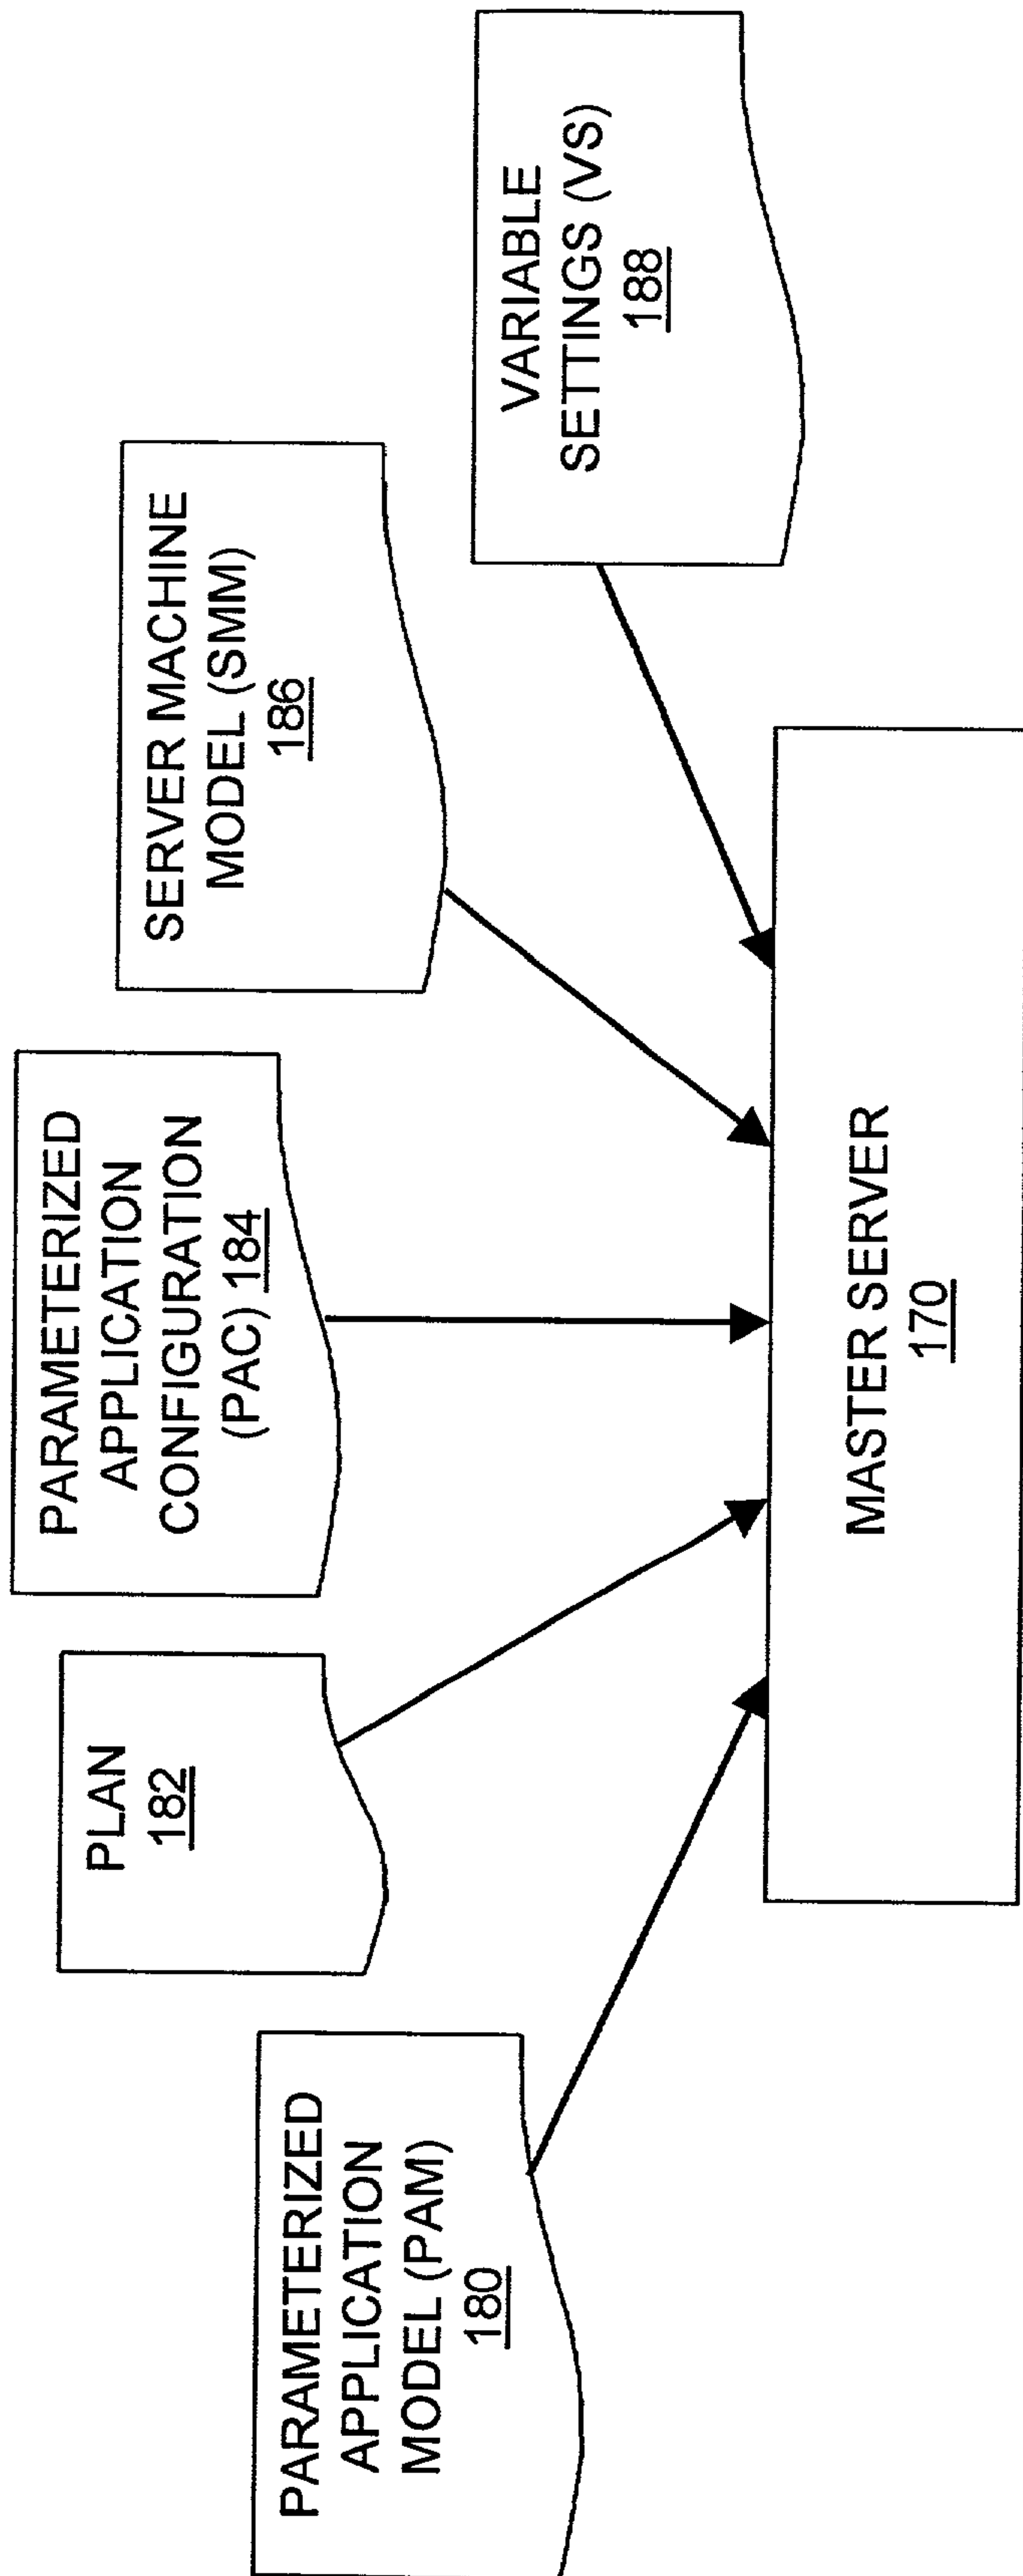 PARAMETERIZED
APPLICATION
MODEL (PAM)
180
PLAN
182
PARAMETERIZED
APPLICATION
CONFIGURATION
(PAC) 184
SERVER MACHINE
MODEL (SMM)
186
VARIABLE
SETTINGS (VS)
188
MASTER SERVER
170